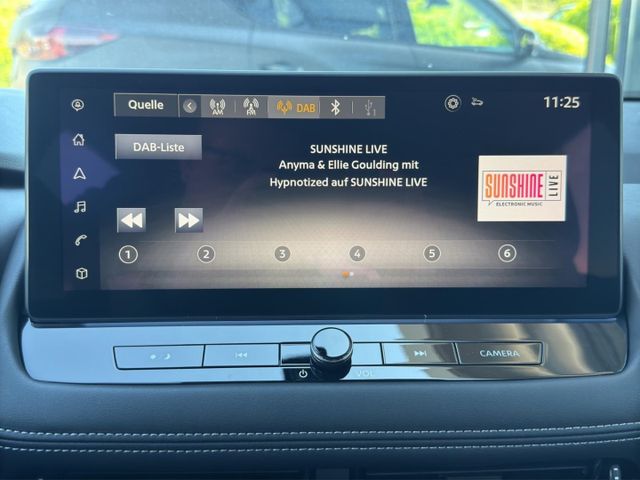 Quelle
AM
FM
DAB
1
11:25
DAB-Liste
SUNSHINE LIVE
Anyma & Ellie Goulding mit
Hypnotized auf SUNSHINE LIVE
SUNSHINE LIVE
ELECTRONIC MUSIC
1 2 3 4 5 6
VOL
CAMERA